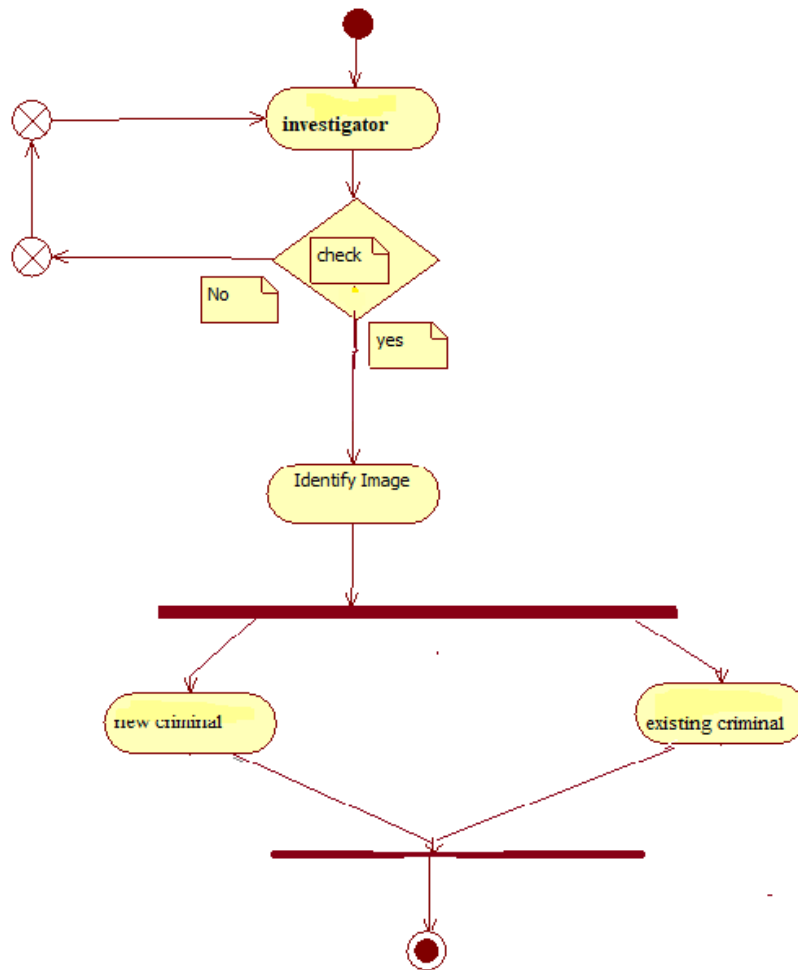 investigator
check
No
yes
Identify Image
new criminal
existing criminal